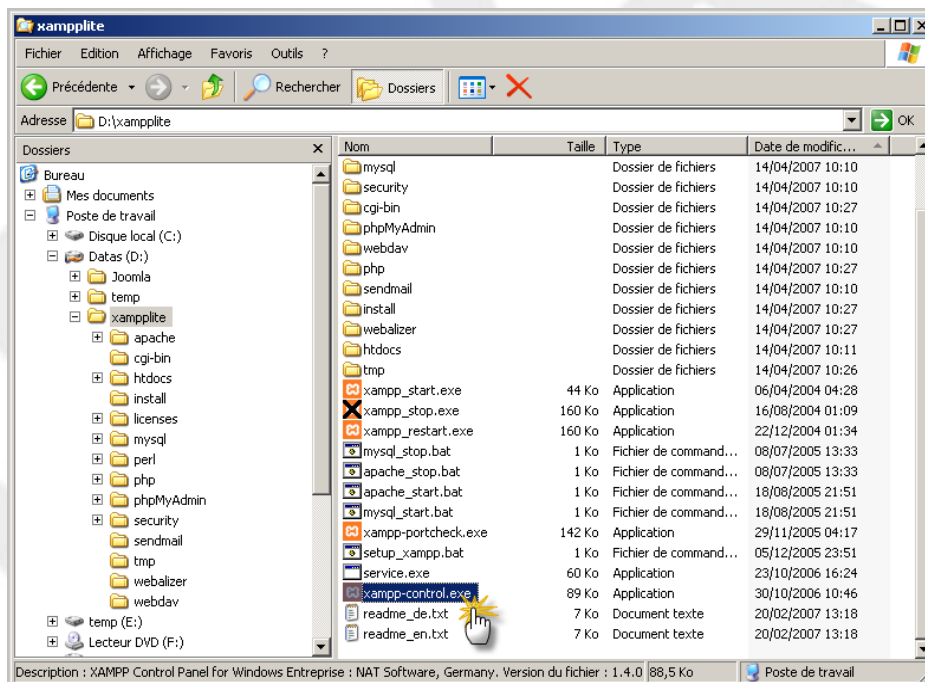 xampplite
Fichier Edition Affichage Favoris Outils ?
Précédente Rechercher Dossiers
Adresse D:\xampplite OK
Dossiers
Bureau
Mes documents
Poste de travail
Disque local (C:)
Datas (D:)
Joomla
temp
xampplite
apache
cgi-bin
htdocs
install
licenses
mysql
perl
php
phpMyAdmin
security
sendmail
tmp
webalizer
webdav
temp (E:)
Lecteur DVD (F:)
Nom Taille Type Date de modific...
mysql Dossier de fichiers 14/04/2007 10:10
security Dossier de fichiers 14/04/2007 10:10
cgi-bin Dossier de fichiers 14/04/2007 10:27
phpMyAdmin Dossier de fichiers 14/04/2007 10:10
webdav Dossier de fichiers 14/04/2007 10:10
php Dossier de fichiers 14/04/2007 10:27
sendmail Dossier de fichiers 14/04/2007 10:10
install Dossier de fichiers 14/04/2007 10:27
webalizer Dossier de fichiers 14/04/2007 10:27
htdocs Dossier de fichiers 14/04/2007 10:11
tmp Dossier de fichiers 14/04/2007 10:26
xampp_start.exe 44 Ko Application 06/04/2004 04:28
xampp_stop.exe 160 Ko Application 16/08/2004 01:09
xampp_restart.exe 160 Ko Application 22/12/2004 01:34
mysql_stop.bat 1 Ko Fichier de command... 08/07/2005 13:33
apache_stop.bat 1 Ko Fichier de command... 08/07/2005 13:33
apache_start.bat 1 Ko Fichier de command... 18/08/2005 21:51
mysql_start.bat 1 Ko Fichier de command... 18/08/2005 21:51
xampp-portcheck.exe 142 Ko Application 29/11/2005 04:17
setup_xampp.bat 1 Ko Fichier de command... 05/12/2005 23:51
service.exe 60 Ko Application 23/10/2006 16:24
xampp-control.exe 89 Ko Application 30/10/2006 10:46
readme_de.txt 7 Ko Document texte 20/02/2007 13:18
readme_en.txt 7 Ko Document texte 20/02/2007 13:18
Description : XAMPP Control Panel for Windows Entreprise : NAT Software, Germany. Version du fichier : 1.4.0 88,5 Ko Poste de travail